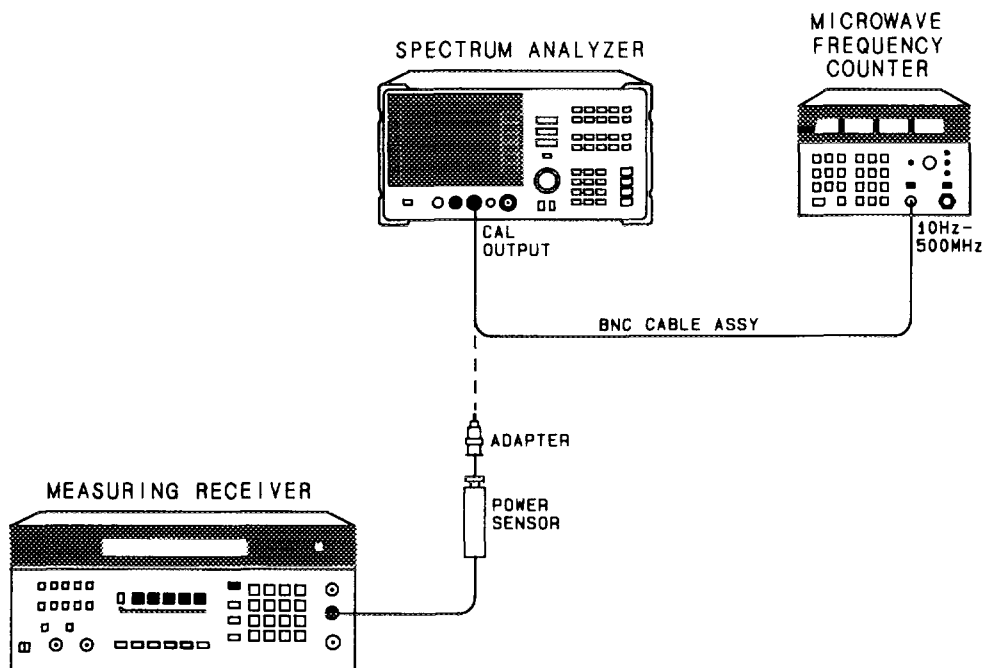 MICROWAVE
FREQUENCY
COUNTER
SPECTRUM ANALYZER
CAL
OUTPUT
10Hz-
500MHz
BNC CABLE ASSY
ADAPTER
MEASURING RECEIVER
POWER
SENSOR